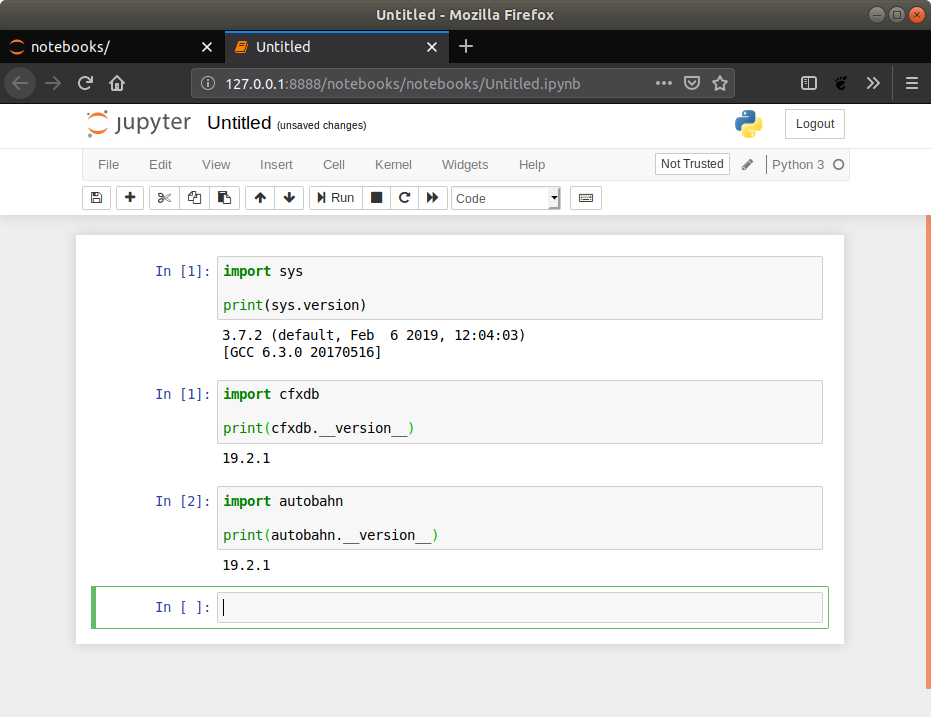 Untitled - Mozilla Firefox
notebooks/ Untitled
127.0.0.1:8888/notebooks/notebooks/Untitled.ipynb
jupyter Untitled (unsaved changes) Logout
File Edit View Insert Cell Kernel Widgets Help Not Trusted Python 3
Run Code
In [1]: import sys
print(sys.version)
3.7.2 (default, Feb  6 2019, 12:04:03)
[GCC 6.3.0 20170516]
In [1]: import cfxdb
print(cfxdb.__version__)
19.2.1
In [2]: import autobahn
print(autobahn.__version__)
19.2.1
In [ ]: